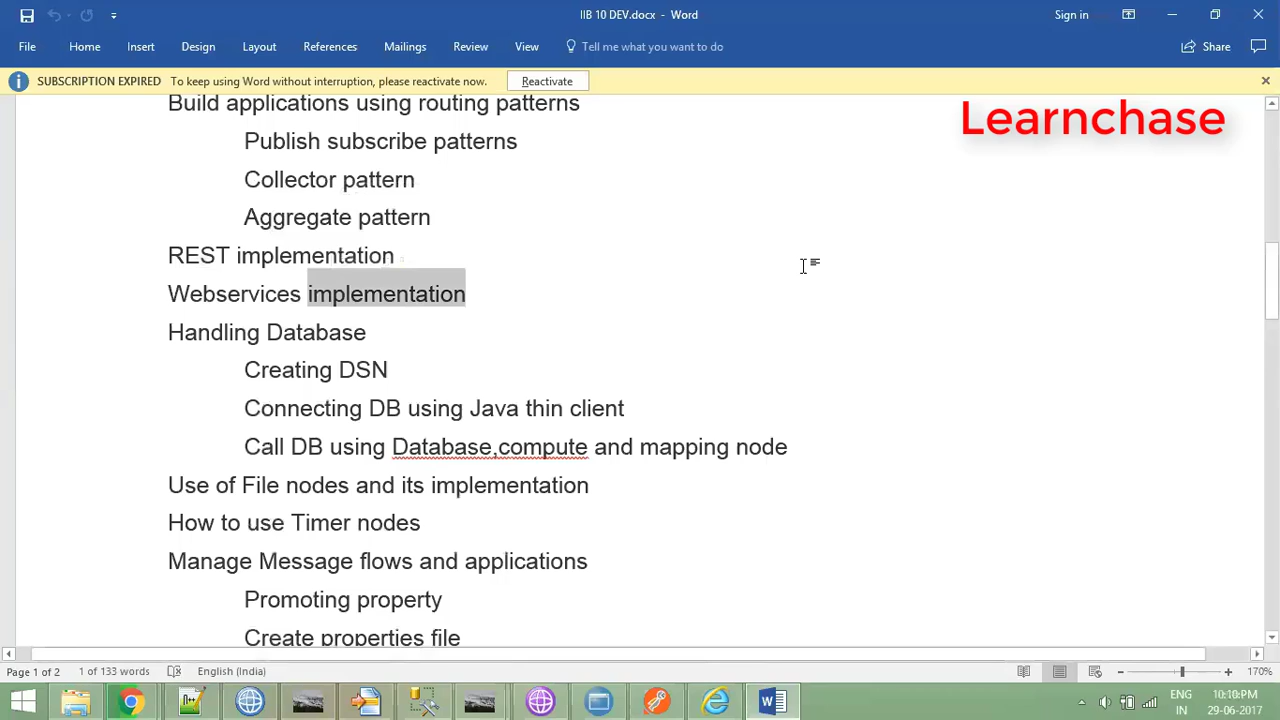 IIB 10 DEV.docx - Word
Sign in
File Home Insert Design Layout References Mailings Review View Tell me what you want to do Share
SUBSCRIPTION EXPIRED To keep using Word without interruption, please reactivate now. Reactivate
Learnchase
Build applications using routing patterns
Publish subscribe patterns
Collector pattern
Aggregate pattern
REST implementation
Webservices implementation
Handling Database
Creating DSN
Connecting DB using Java thin client
Call DB using Database,compute and mapping node
Use of File nodes and its implementation
How to use Timer nodes
Manage Message flows and applications
Promoting property
Create properties file
Page 1 of 2 1 of 133 words English (India) 170%
ENG 10:10:08 PM
IN 29-06-2017